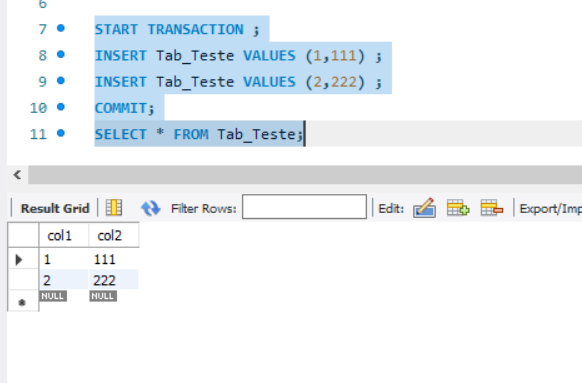 6
7 START TRANSACTION ;
8 INSERT Tab_Teste VALUES (1,111) ;
9 INSERT Tab_Teste VALUES (2,222) ;
10 COMMIT;
11 SELECT * FROM Tab_Teste;
Result Grid Filter Rows: Edit: Export/Imp
col1 col2
1 111
2 222
NULL NULL